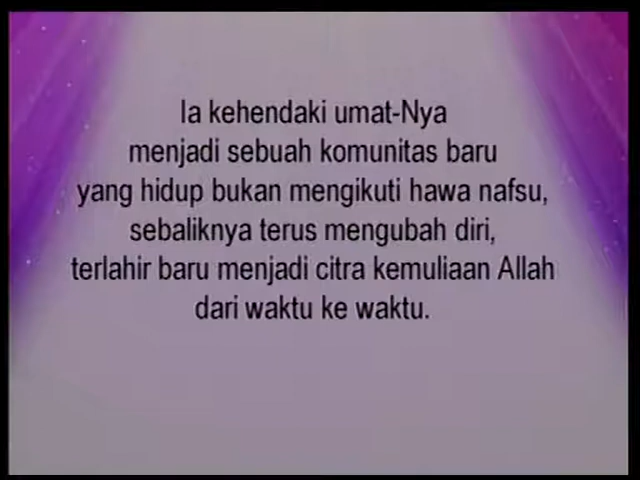 Ia kehendaki umat-Nya
menjadi sebuah komunitas baru
yang hidup bukan mengikuti hawa nafsu,
sebaliknya terus mengubah diri,
terlahir baru menjadi citra kemuliaan Allah
dari waktu ke waktu.